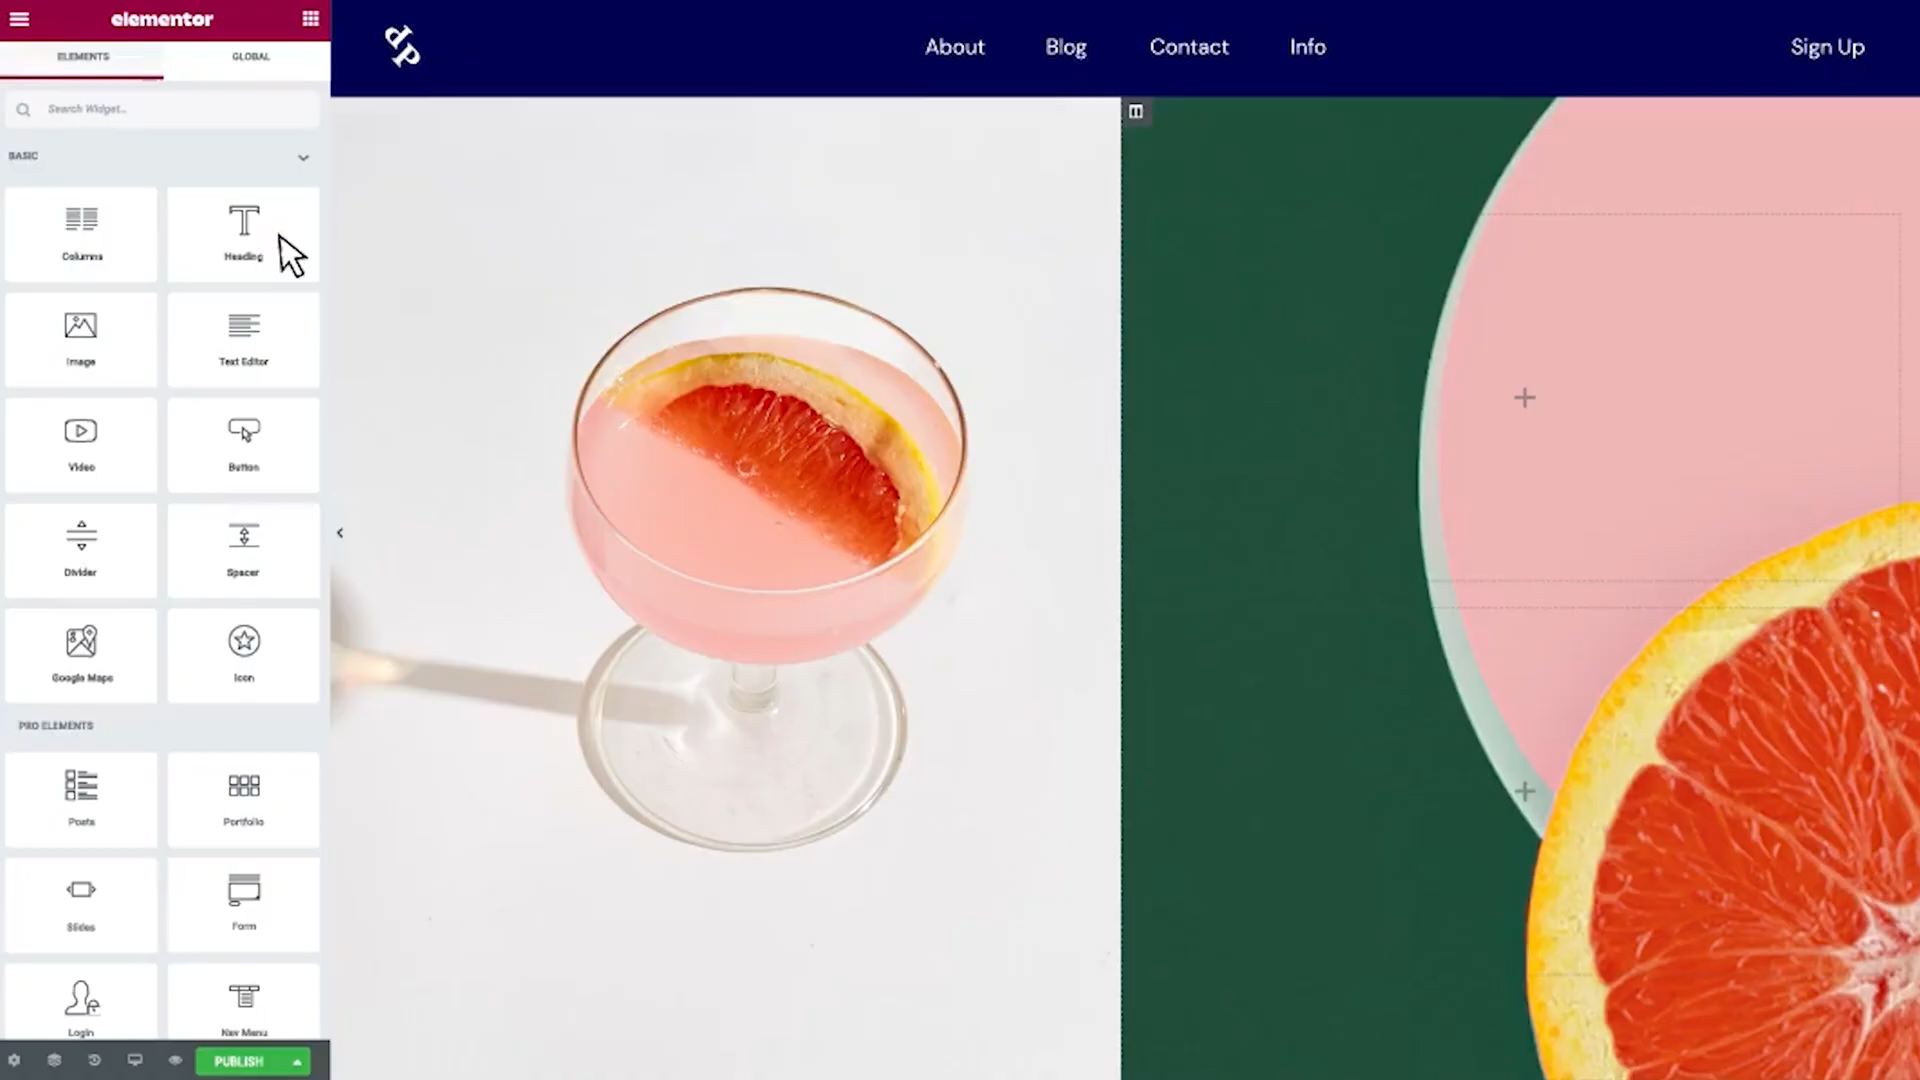 elementor
ELEMENTS
GLOBAL
Search Widget...
BASIC
Columns
Heading
Image
Text Editor
Video
Button
Divider
Spacer
Google Maps
Icon
PRO ELEMENTS
Posts
Portfolio
Slides
Form
Login
Nav Menu
PUBLISH
dp
About
Blog
Contact
Info
Sign Up